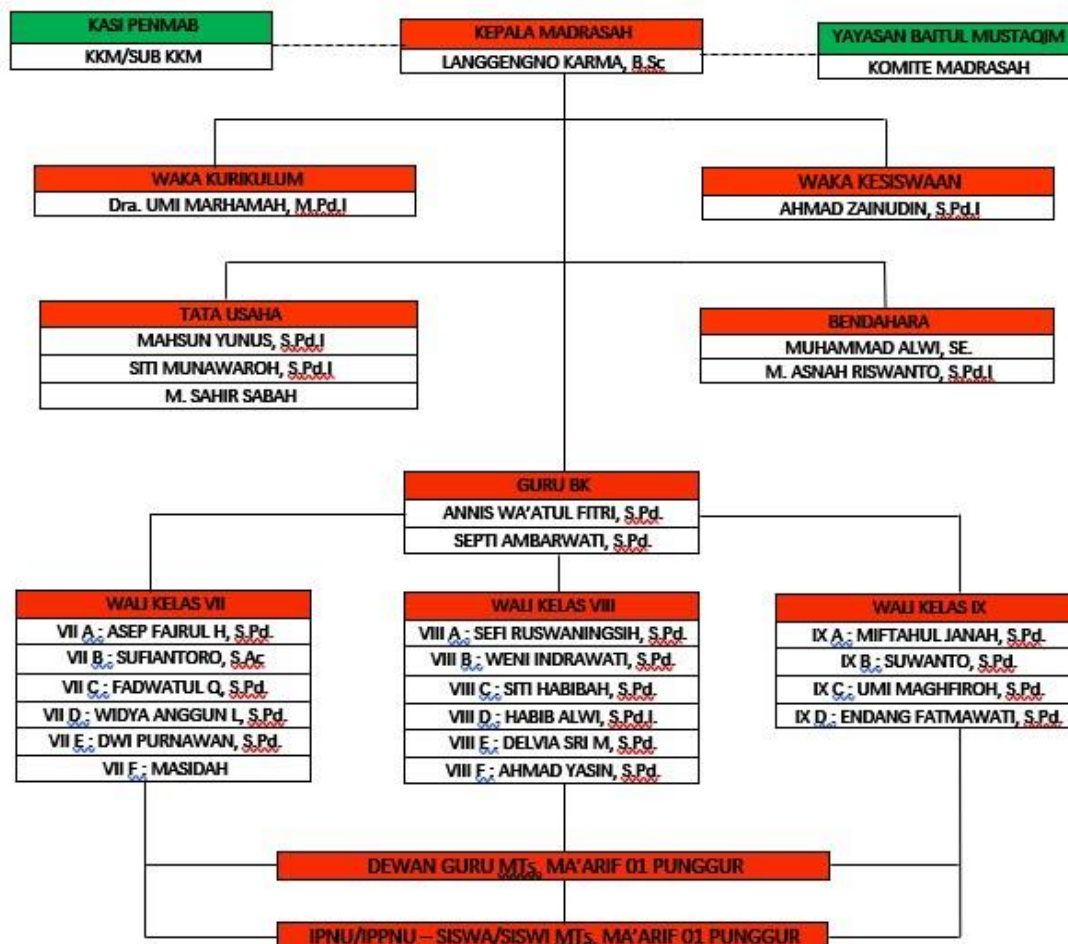 KASI PENMAB
KKM/SUB KKM
KEPALA MADRASAH
LANGGENGNO KARMA, B.Sc
YAYASAN BAITUL MUSTAQIM
KOMITE MADRASAH
WAKA KURIKULUM
Dra. UMI MARHAMAH, M.Pd.I
WAKA KESISWAAN
AHMAD ZAINUDIN, S.Pd.I
TATA USAHA
MAHSUN YUNUS, S.Pd.I
SITI MUNAWAROH, S.Pd.I
M. SAHIR SABAH
BENDAHARA
MUHAMMAD ALWI, SE.
M. ASNAH RISWANTO, S.Pd.I
GURU BK
ANNIS WA'ATUL FITRI, S.Pd.
SEPTI AMBARWATI, S.Pd.
WALI KELAS VII
VII A : ASEP FAJRUL H, S.Pd.
VII B : SUFIANTORO, S.Ac
VII C : FADWATUL Q, S.Pd.
VII D : WIDYA ANGGUN L, S.Pd.
VII E : DWI PURNAWAN, S.Pd.
VII F : MASIDAH
WALI KELAS VIII
VIII A : SEFI RUSWANINGSIH, S.Pd.
VIII B : WENI INDRAWATI, S.Pd.
VIII C : SITI HABIBAH, S.Pd.
VIII D : HABIB ALWI, S.Pd.I.
VIII E : DELVIA SRI M, S.Pd.
VIII F : AHMAD YASIN, S.Pd.
WALI KELAS IX
IX A : MIFTAHUL JANAH, S.Pd.
IX B : SUWANTO, S.Pd.
IX C : UMI MAGHFIROH, S.Pd.
IX D : ENDANG FATMAWATI, S.Pd.
DEWAN GURU MTs. MA'ARIF 01 PUNGGUR
IPNU/IPPNU – SISWA/SISWI MTs. MA'ARIF 01 PUNGGUR